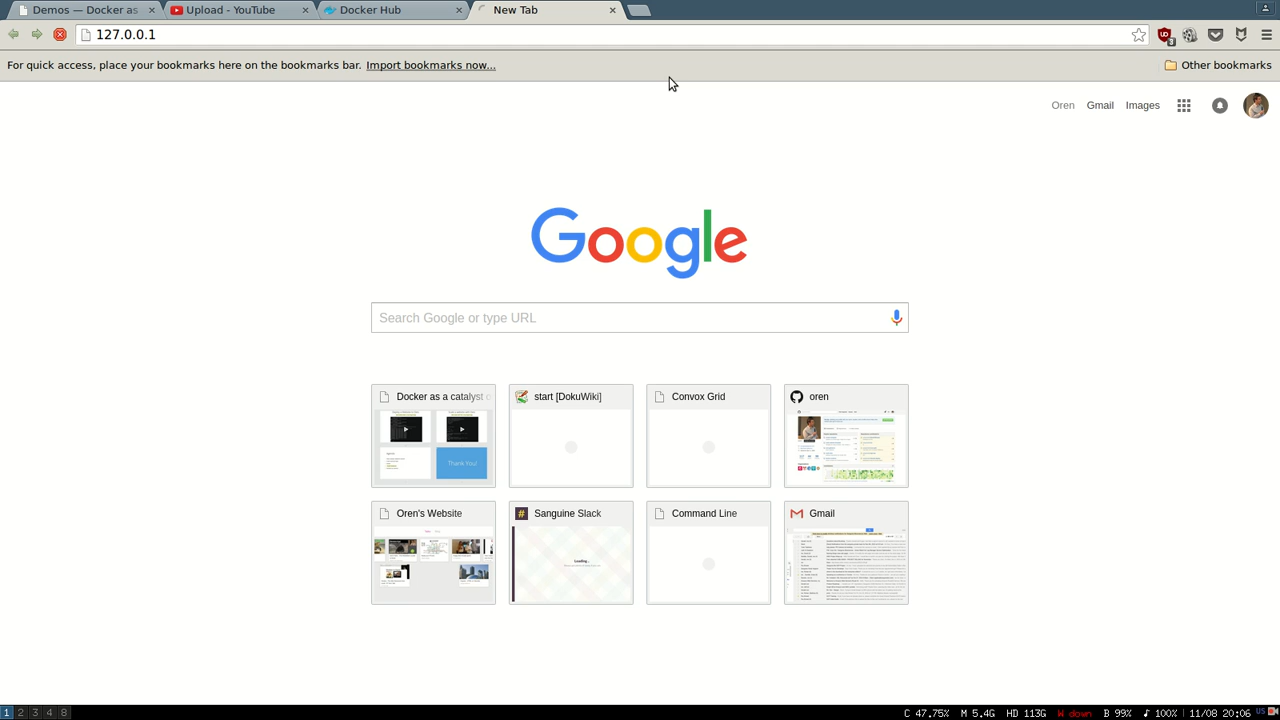 Demos — Docker as
Upload - YouTube
Docker Hub
New Tab
127.0.0.1
3
For quick access, place your bookmarks here on the bookmarks bar. Import bookmarks now...
Other bookmarks
Oren Gmail Images
Google
Search Google or type URL
Docker as a catalyst
start [DokuWiki]
Convox Grid
oren
Thank You!
Oren's Website
Sanguine Slack
Command Line
Gmail
Loading...
1 2 3 4 8
C 47.75% M 5.4G HD 113G W down B 99% ♪ 100% 11/08 20:06 US